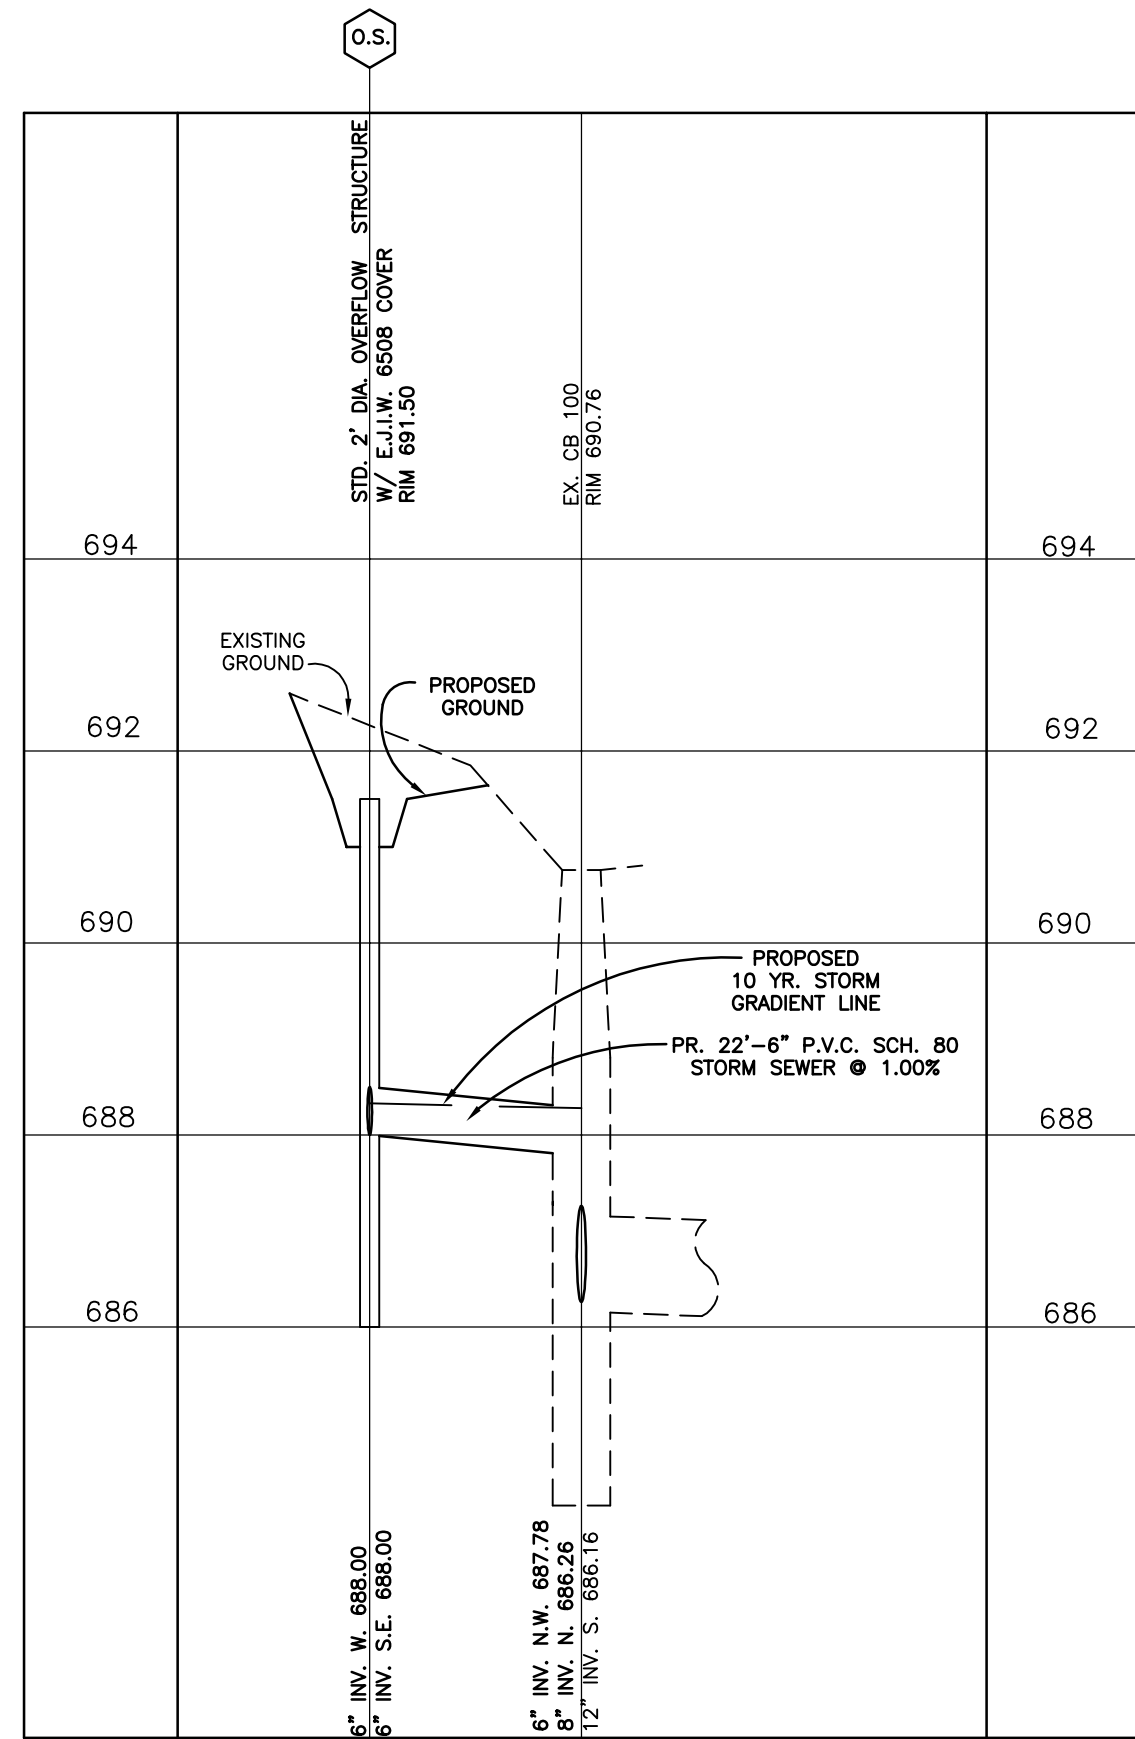 O.S.
STD. 2' DIA. OVERFLOW STRUCTURE
W/ E.J.I.W. 6508 COVER
RIM 691.50
EX. CB 100
RIM 690.76
694
694
EXISTING
GROUND
PROPOSED
GROUND
692
692
690
690
PROPOSED
10 YR. STORM
GRADIENT LINE
PR. 22'-6" P.V.C. SCH. 80
STORM SEWER @ 1.00%
688
688
686
686
6" INV. W. 688.00
6" INV. S.E. 688.00
6" INV. N.W. 687.78
8" INV. N. 686.26
12" INV. S. 686.16